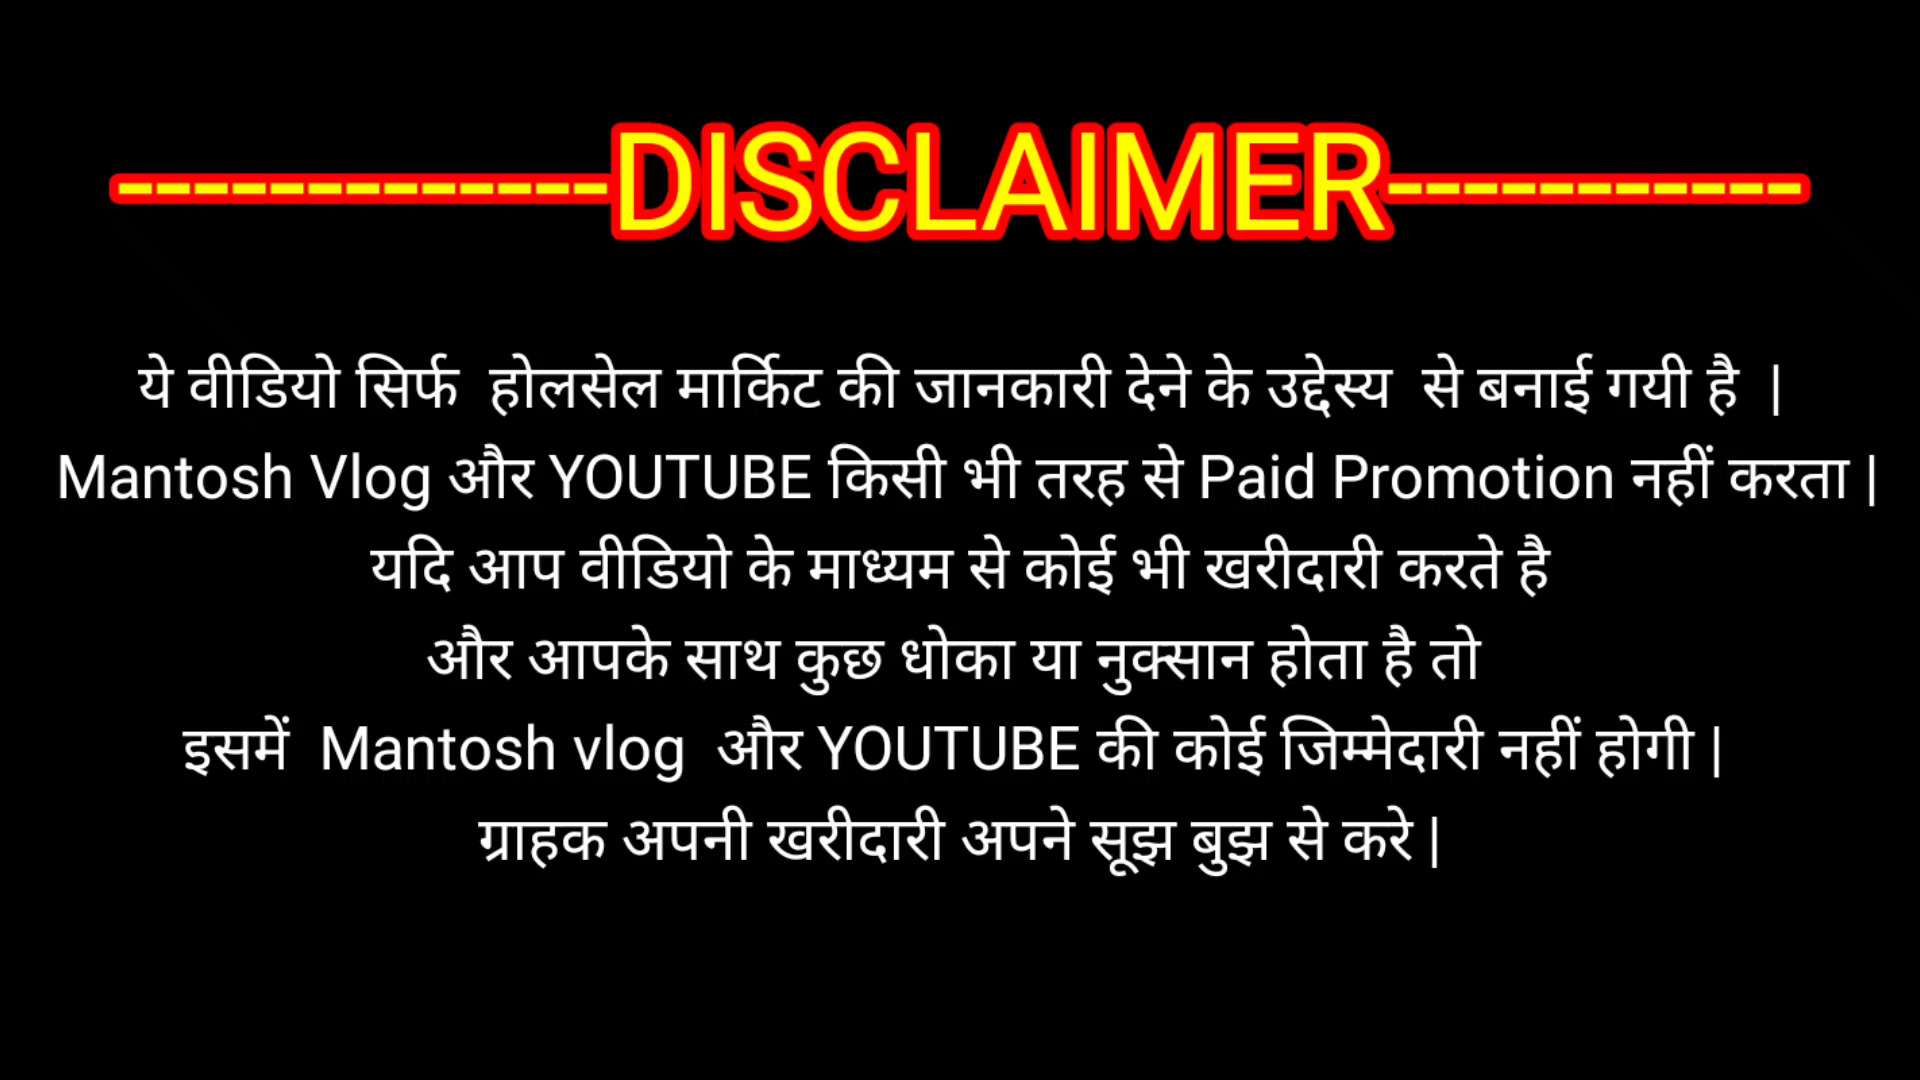 -------------DISCLAIMER-----------
ये वीडियो सिर्फ होलसेल मार्किट की जानकारी देने के उद्देस्य से बनाई गयी है |
Mantosh Vlog और YOUTUBE किसी भी तरह से Paid Promotion नहीं करता |
यदि आप वीडियो के माध्यम से कोई भी खरीदारी करते है
और आपके साथ कुछ धोका या नुक्सान होता है तो
इसमें Mantosh vlog और YOUTUBE की कोई जिम्मेदारी नहीं होगी |
ग्राहक अपनी खरीदारी अपने सूझ बुझ से करे |